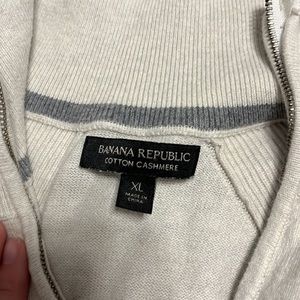 BANANA REPUBLIC
COTTON CASHMERE
XL
MADE IN
CHINA